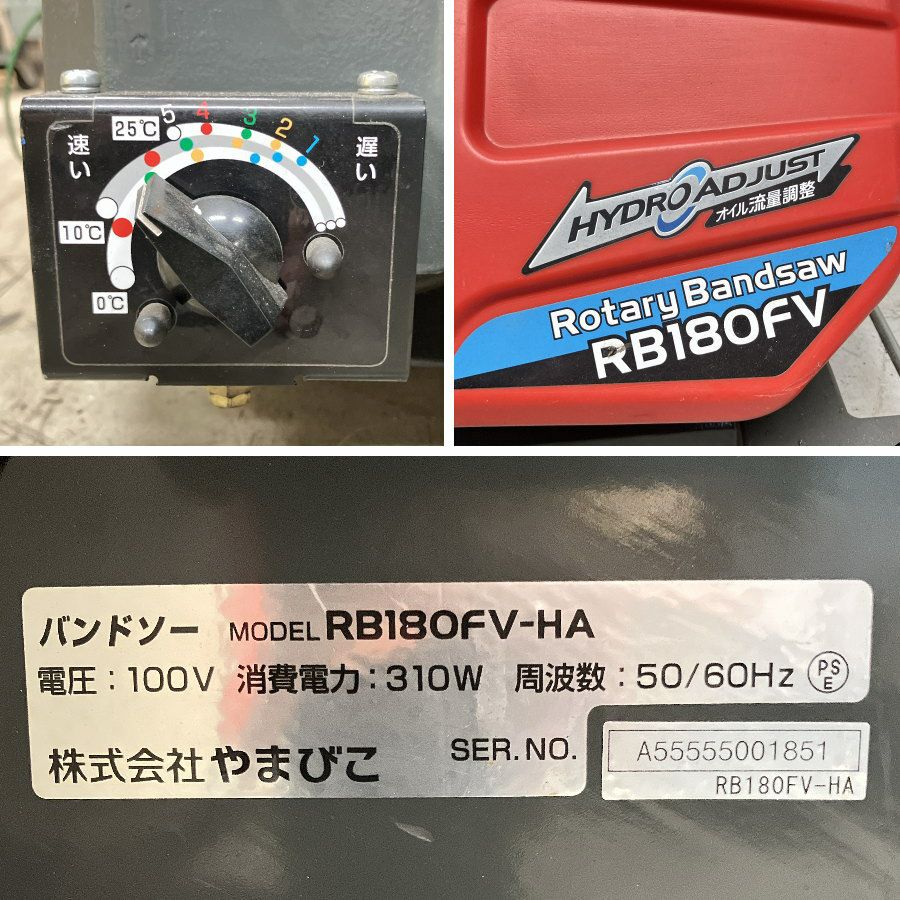 5 4 3 2 1
25℃
速い
遅い
10℃
0℃
HYDRO ADJUST
オイル流量調整
Rotary Bandsaw
RB180FV
バンドソー MODEL RB180FV-HA
電圧:100V 消費電力:310W 周波数:50/60Hz PSE
株式会社やまびこ SER.NO. A55555001851
RB180FV-HA